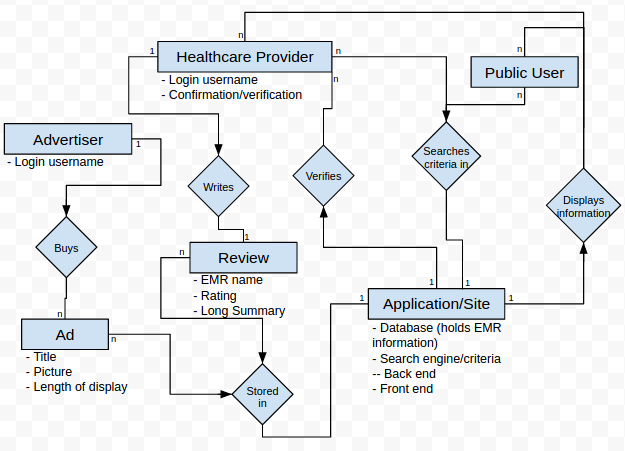 n
1
Healthcare Provider
n
n
Public User
n
- Login username
n
- Confirmation/verification
n
Advertiser
1
- Login username
Searches
criteria in
Writes
Verifies
Displays
information
Buys
1
n
Review
- EMR name
- Rating
- Long Summary
1
1
1
Application/Site
1
n
Ad
n
- Title
- Picture
- Length of display
- Database (holds EMR
information)
- Search engine/criteria
-- Back end
- Front end
Stored
in